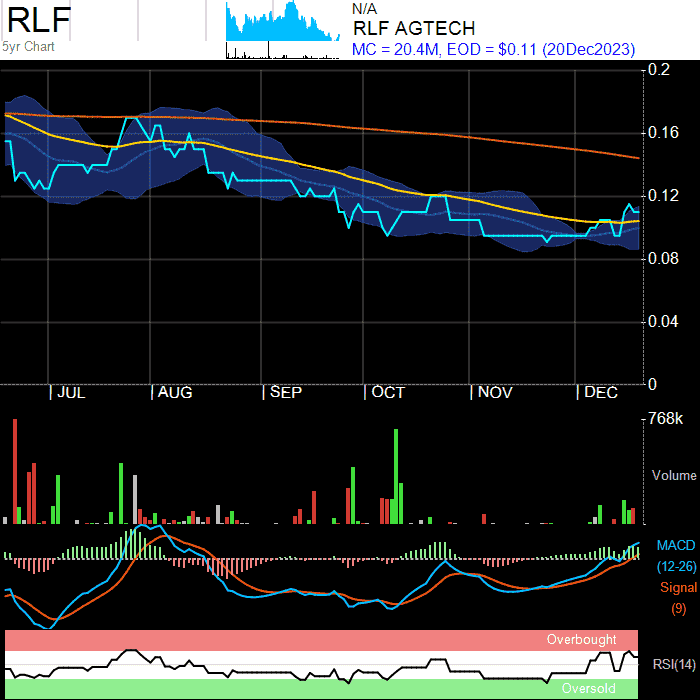 RLF
5yr Chart
N/A
RLF AGTECH
MC = 20.4M, EOD = $0.11 (20Dec2023)
0.2
0.16
0.12
0.08
0.04
0
JUL AUG SEP OCT NOV DEC
768k
Volume
MACD
(12-26)
Signal
(9)
Overbought
RSI(14)
Oversold